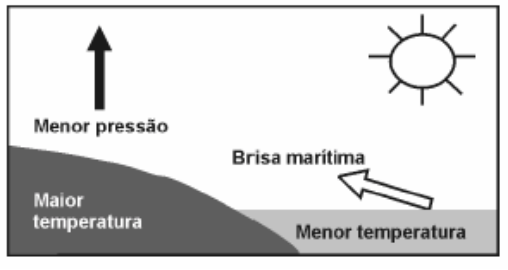 Menor pressão
Brisa marítima
Maior
temperatura
Menor temperatura